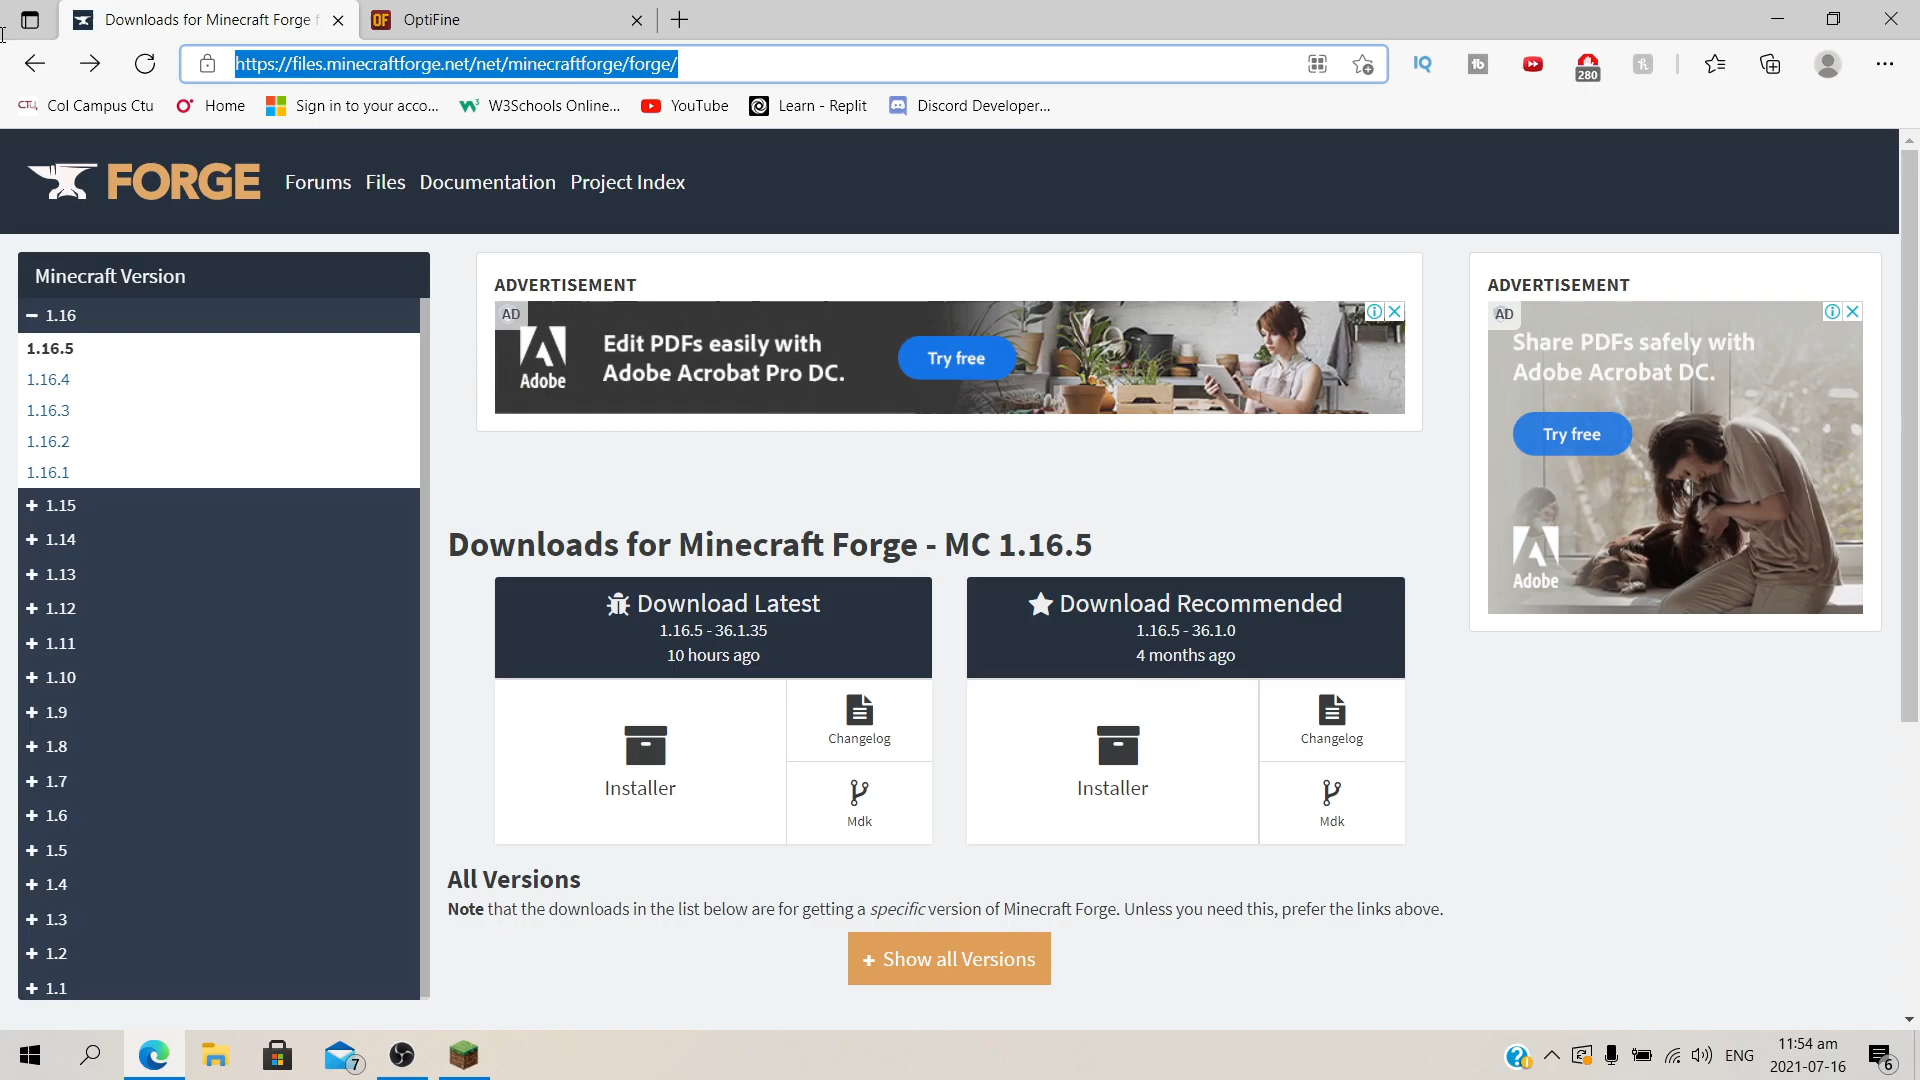 Downloads for Minecraft Forge f
OF OptiFine
https://files.minecraftforge.net/net/minecraftforge/forge/
IQ
tb
280
h
CTU Col Campus Ctu
Home
Sign in to your acco...
W3Schools Online...
YouTube
Learn - Replit
Discord Developer...
FORGE
Forums Files Documentation Project Index
Minecraft Version
1.16
1.16.5
1.16.4
1.16.3
1.16.2
1.16.1
+ 1.15
+ 1.14
+ 1.13
+ 1.12
+ 1.11
+ 1.10
+ 1.9
+ 1.8
+ 1.7
+ 1.6
+ 1.5
+ 1.4
+ 1.3
+ 1.2
+ 1.1
ADVERTISEMENT
AD
Adobe
Edit PDFs easily with
Adobe Acrobat Pro DC.
Try free
ADVERTISEMENT
AD
Share PDFs safely with
Adobe Acrobat DC.
Try free
Adobe
Downloads for Minecraft Forge - MC 1.16.5
Download Latest
1.16.5 - 36.1.35
10 hours ago
Installer
Changelog
Mdk
Download Recommended
1.16.5 - 36.1.0
4 months ago
Installer
Changelog
Mdk
All Versions
Note that the downloads in the list below are for getting a specific version of Minecraft Forge. Unless you need this, prefer the links above.
+ Show all Versions
7
ENG
11:54 am
2021-07-16
6